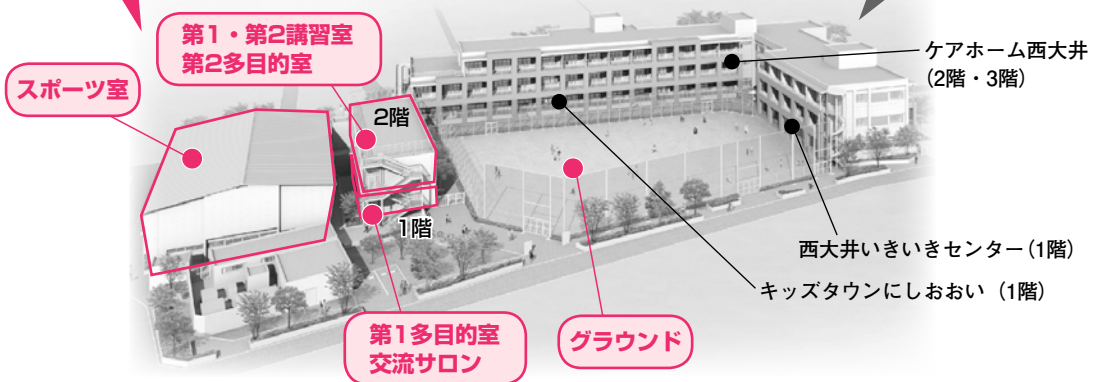 第1・第2講習室
第2多目的室
スポーツ室
2階
1階
ケアホーム西大井
(2階・3階)
西大井いきいきセンター(1階)
キッズタウンにしおおい(1階)
第1多目的室
交流サロン
グラウンド